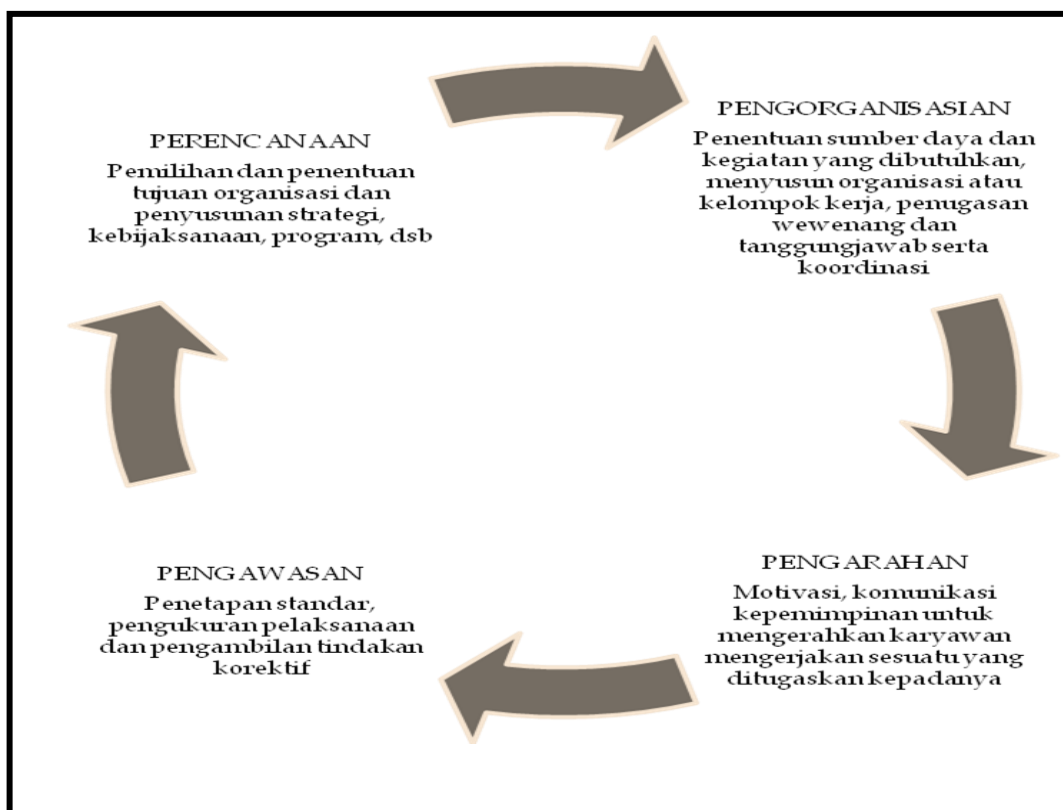 PERENCANAAN
Pemilihan dan penentuan
tujuan organisasi dan
penyusunan strategi,
kebijaksanaan, program, dsb
PENGORGANISASIAN
Penentuan sumber daya dan
kegiatan yang dibutuhkan,
menyusun organisasi atau
kelompok kerja, penugasan
wewenang dan
tanggungjawab serta
koordinasi
PENGARAHAN
Motivasi, komunikasi
kepemimpinan untuk
mengerahkan karyawan
mengerjakan sesuatu yang
ditugaskan kepadanya
PENGAWASAN
Penetapan standar,
pengukuran pelaksanaan
dan pengambilan tindakan
korektif